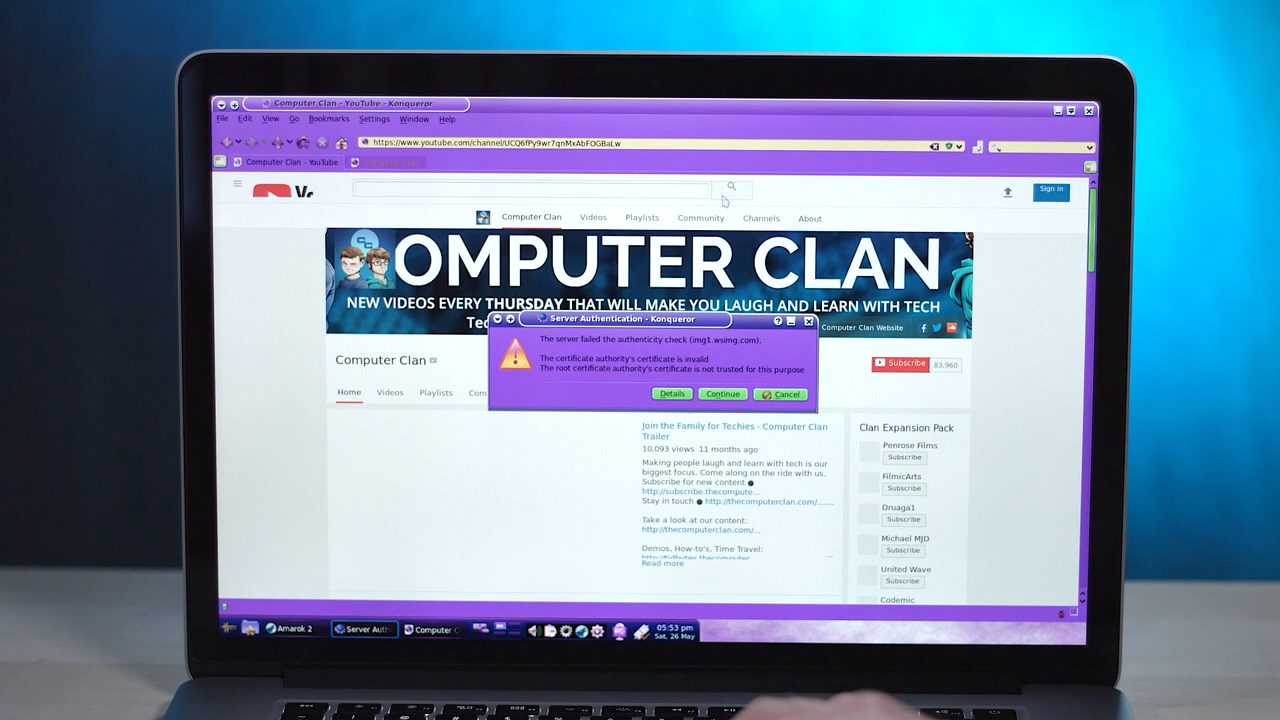 Computer Clan - YouTube - Konqueror
File Edit View Go Bookmarks Settings Window Help
https://www.youtube.com/channel/UCQ6fPy9wr7qnMxAbFOGBaLw
Computer Clan - YouTube
Sign in
Computer Clan Videos Playlists Community Channels About
CC
OMPUTER CLAN
NEW VIDEOS EVERY THURSDAY THAT WILL MAKE YOU LAUGH AND LEARN WITH TECH
Tec
Computer Clan Website
Server Authentication - Konqueror
The server failed the authenticity check (img1.wsimg.com).
The certificate authority's certificate is invalid
The root certificate authority's certificate is not trusted for this purpose
Details Continue Cancel
Computer Clan
Subscribe 83,960
Home Videos Playlists Com
Join the Family for Techies - Computer Clan
Trailer
10,093 views 11 months ago
Making people laugh and learn with tech is our
biggest focus. Come along on the ride with us.
Subscribe for new content ●
http://subscribe.thecompute...
Stay in touch ● http://thecomputerclan.com/......
Take a look at our content:
http://thecomputerclan.com/...
Demos, How-to's, Time Travel:
...
Read more
Clan Expansion Pack
Penrose Films
Subscribe
FilmicArts
Subscribe
Druaga1
Subscribe
Michael MJD
Subscribe
United Wave
Subscribe
Codemic
Amarok 2 Server Auth Computer C
05:53 pm
Sat, 26 May